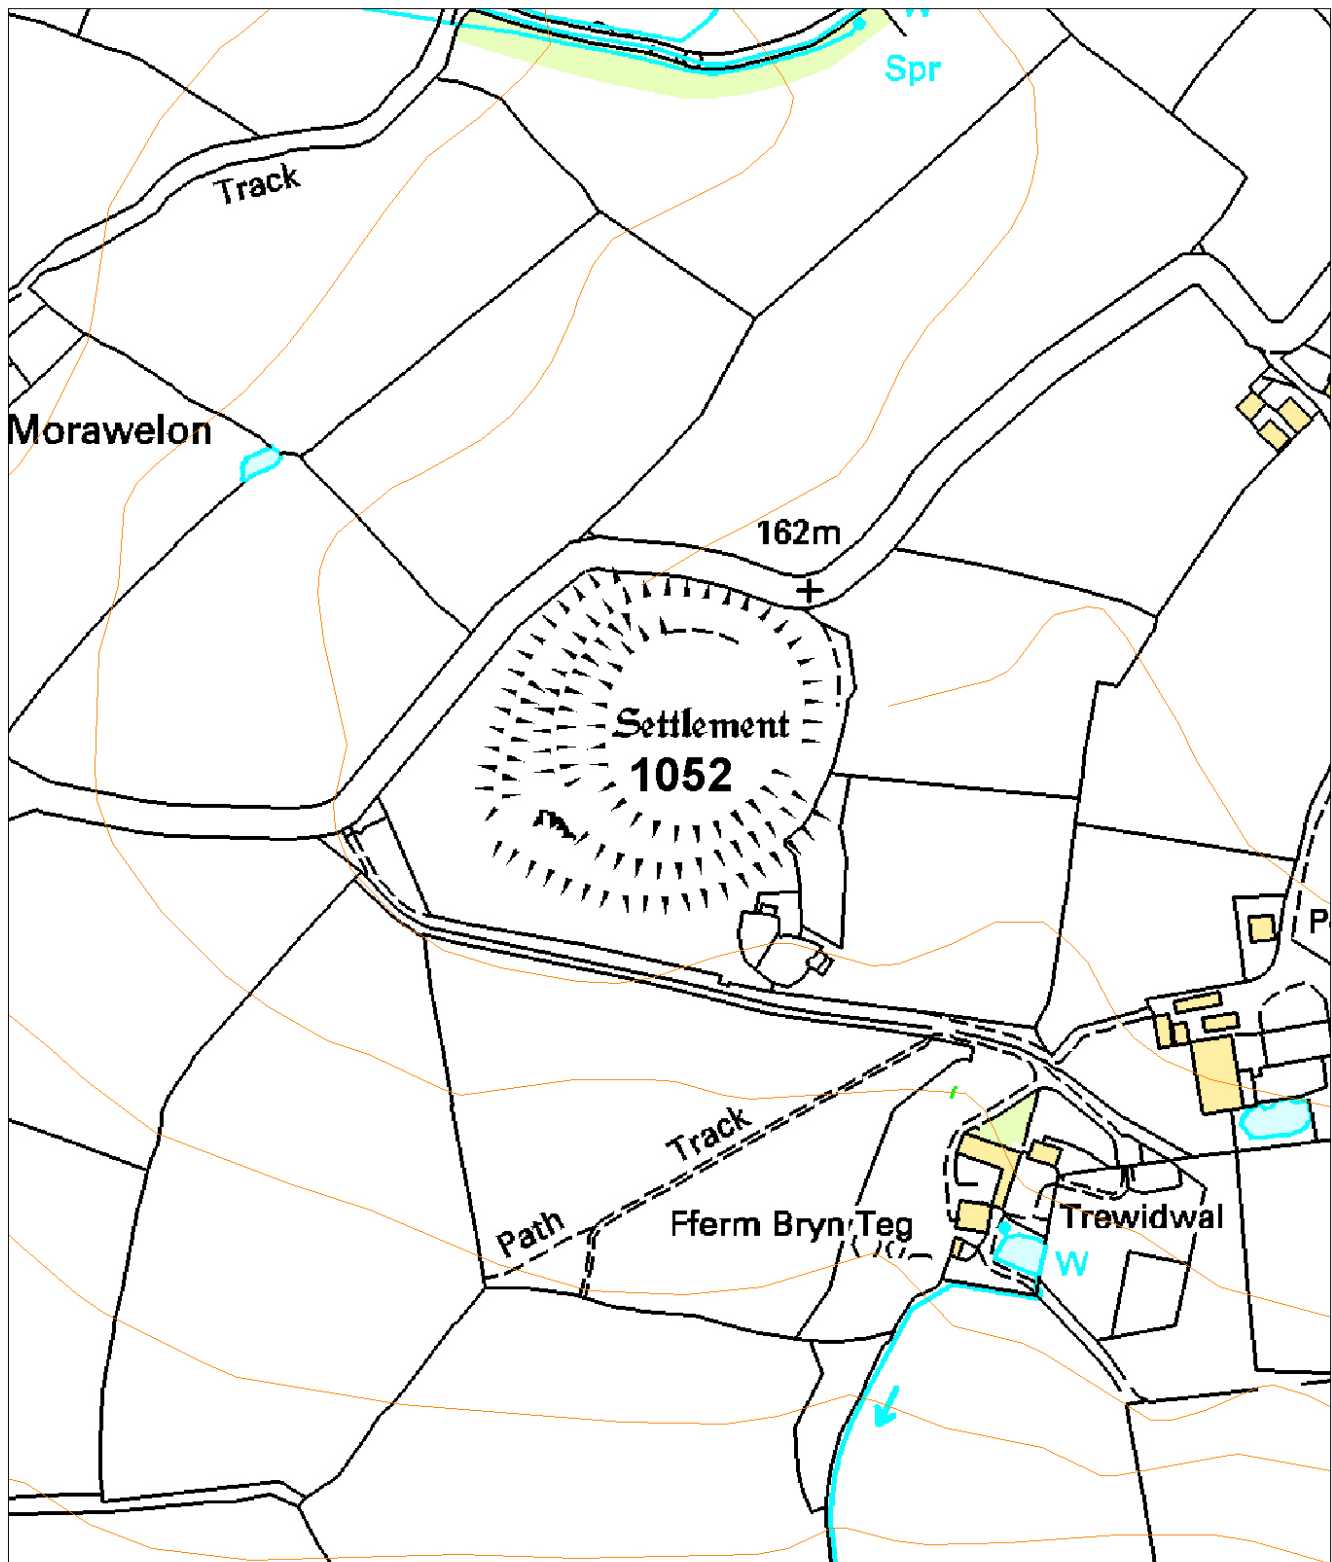 Spr
Track
Morawelon
162m
Settlement
1052
P
Track
Path
Fferm Bryn Teg
Trewidwal
W